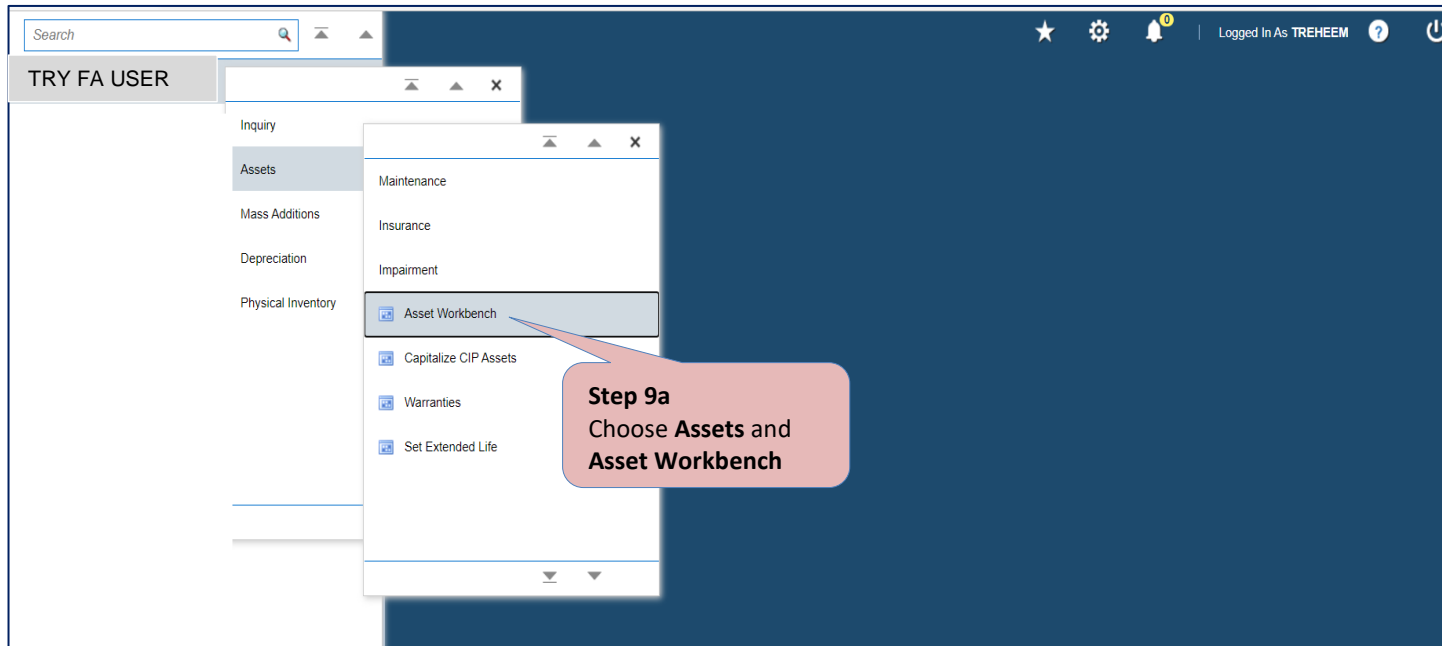 Search
0
Logged In As TREHEEM
?
TRY FA USER
Inquiry
Assets
Mass Additions
Depreciation
Physical Inventory
Maintenance
Insurance
Impairment
Asset Workbench
Capitalize CIP Assets
Warranties
Set Extended Life
Step 9a
Choose Assets and
Asset Workbench